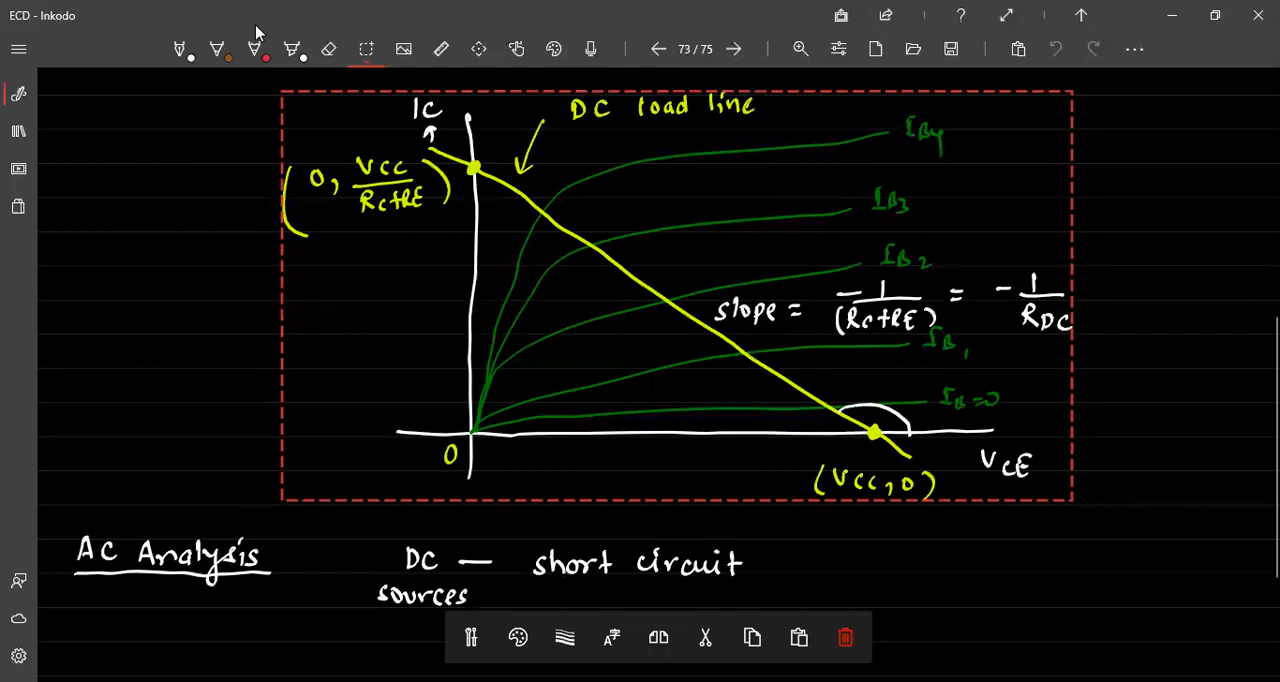 ECD - Inkodo
73 / 75
IC
DC load line
(0, VCC/(RC+RE))
IB4
IB3
IB2
slope = -1/(RC+RE) = -1/RDC
IB1
IB=0
0
VCE
(VCC, 0)
AC Analysis
DC — short circuit
sources